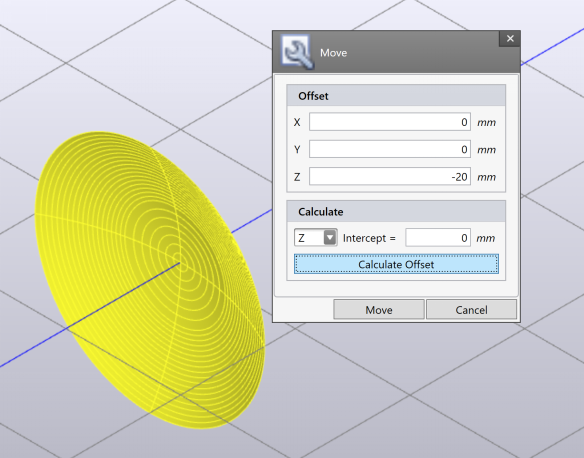 Move
Offset
X 0 mm
Y 0 mm
Z -20 mm
Calculate
Z Intercept = 0 mm
Calculate Offset
Move Cancel